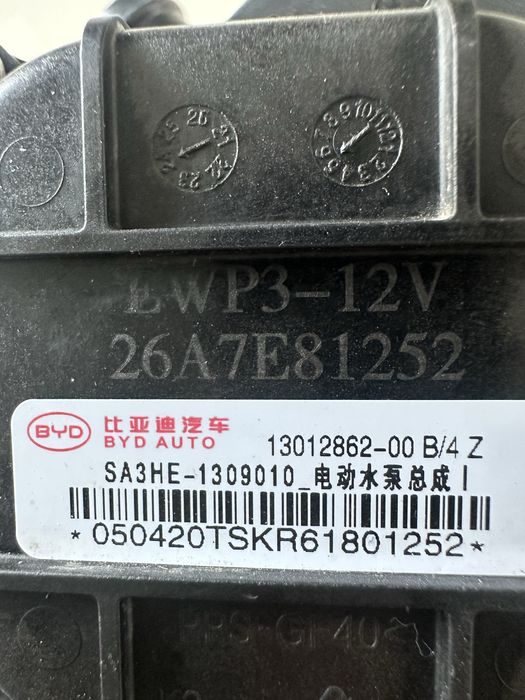 EWP3-12V
26A7E81252
BYD 比亚迪汽车
BYD AUTO
13012862-00 B/4 Z
SA3HE-1309010_电动水泵总成Ⅰ
*050420TSKR61801252*